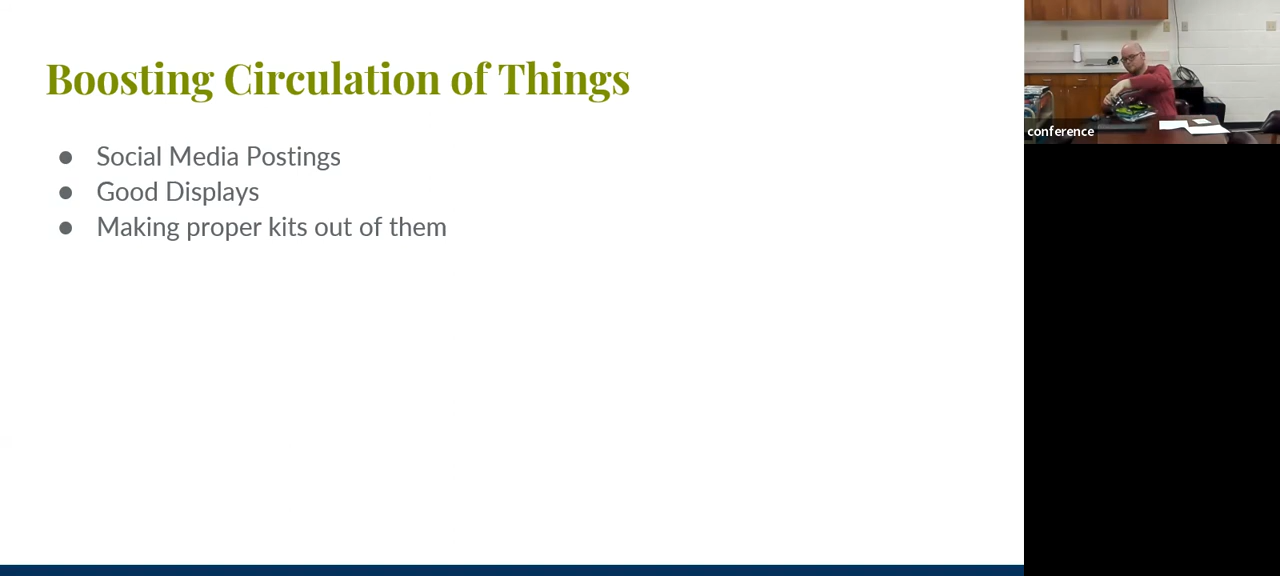 Boosting Circulation of Things
● Social Media Postings
● Good Displays
● Making proper kits out of them
conference